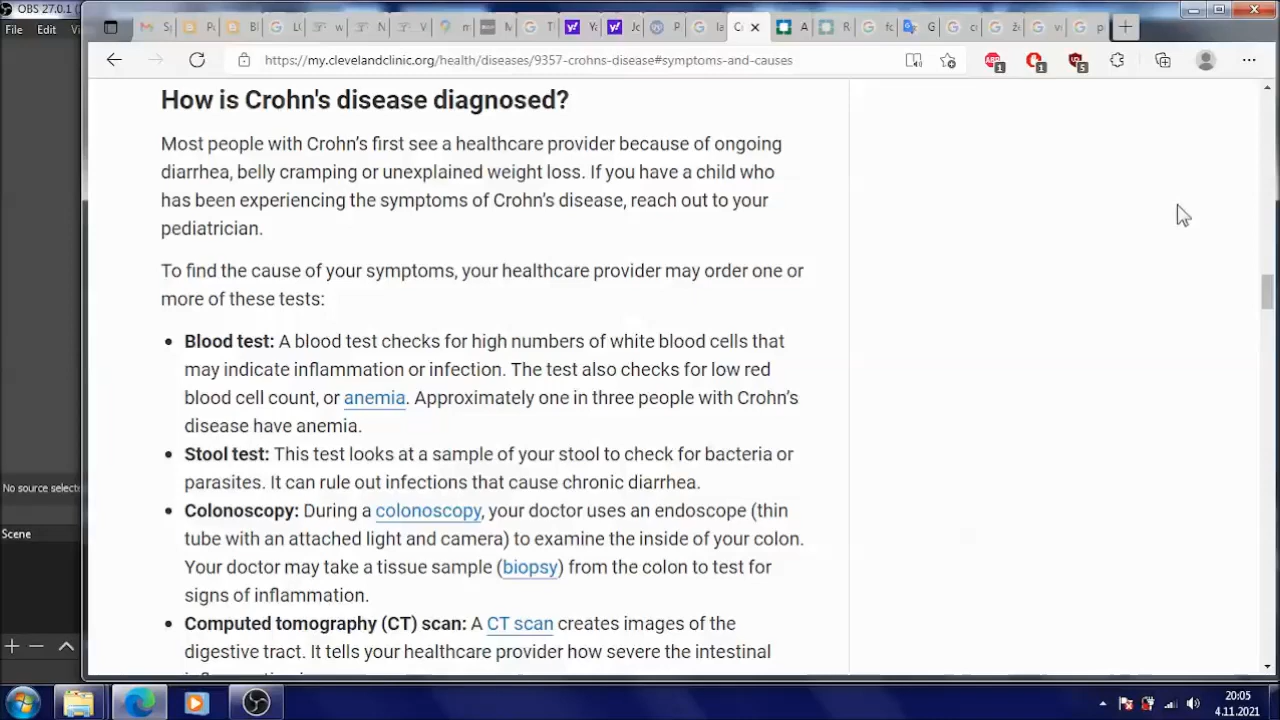 OBS 27.0.1
File Edit
S P B L w N V m M T Y J P G la C A R fc G c ž v p
https://my.clevelandclinic.org/health/diseases/9357-crohns-disease#symptoms-and-causes
1 1 5
How is Crohn's disease diagnosed?
Most people with Crohn’s first see a healthcare provider because of ongoing
diarrhea, belly cramping or unexplained weight loss. If you have a child who
has been experiencing the symptoms of Crohn’s disease, reach out to your
pediatrician.
To find the cause of your symptoms, your healthcare provider may order one or
more of these tests:
• Blood test: A blood test checks for high numbers of white blood cells that
may indicate inflammation or infection. The test also checks for low red
blood cell count, or anemia. Approximately one in three people with Crohn’s
disease have anemia.
• Stool test: This test looks at a sample of your stool to check for bacteria or
parasites. It can rule out infections that cause chronic diarrhea.
• Colonoscopy: During a colonoscopy, your doctor uses an endoscope (thin
tube with an attached light and camera) to examine the inside of your colon.
Your doctor may take a tissue sample (biopsy) from the colon to test for
signs of inflammation.
• Computed tomography (CT) scan: A CT scan creates images of the
digestive tract. It tells your healthcare provider how severe the intestinal
No source select
Scene
20:05
4.11.2021